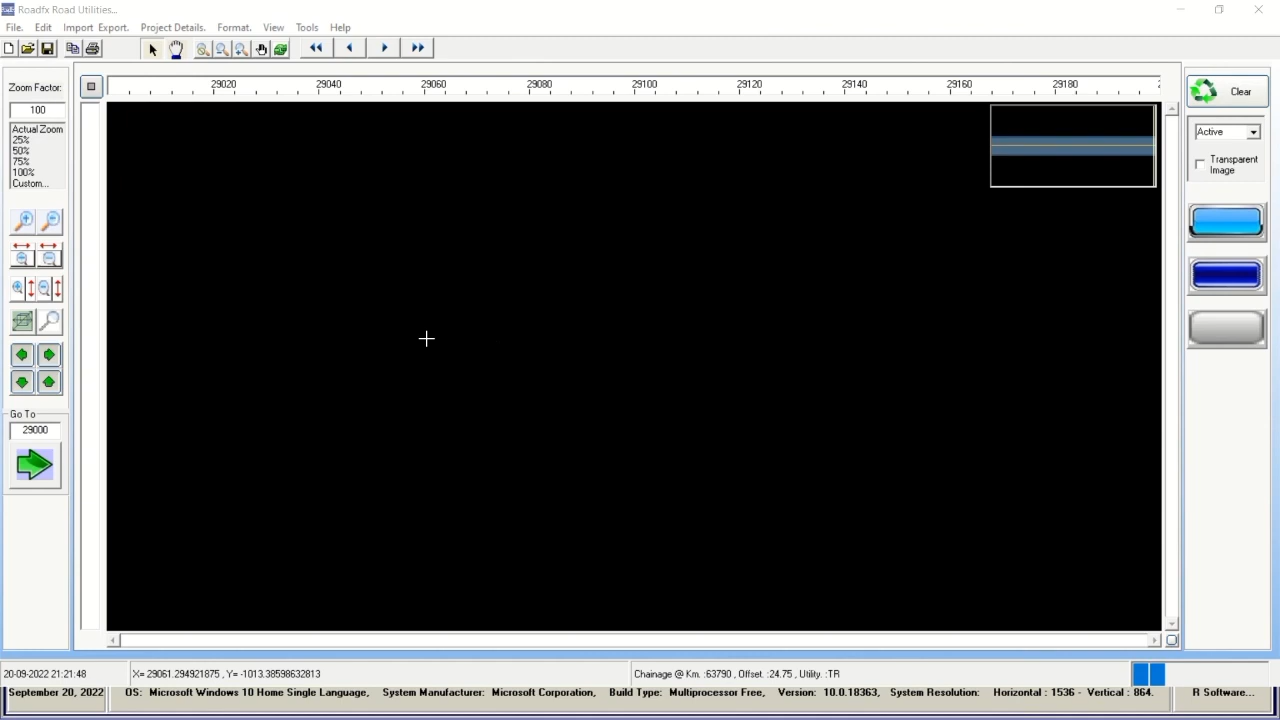 Roadfx Road Utilities...
File. Edit Import Export. Project Details. Format. View Tools Help
Zoom Factor:
100
Actual Zoom
25%
50%
75%
100%
Custom...
29020 29040 29060 29080 29100 29120 29140 29160 29180
Clear
Active
Transparent
Image
Go To
29000
20-09-2022 21:21:48 X= 29061.294921875 , Y= -1013.38598632813 Chainage @ Km. :63790 , Offset. :24.75 , Utility. :TR
September 20, 2022 OS: Microsoft Windows 10 Home Single Language, System Manufacturer: Microsoft Corporation, Build Type: Multiprocessor Free, Version: 10.0.18363, System Resolution: Horizontal : 1536 - Vertical : 864. R Software...